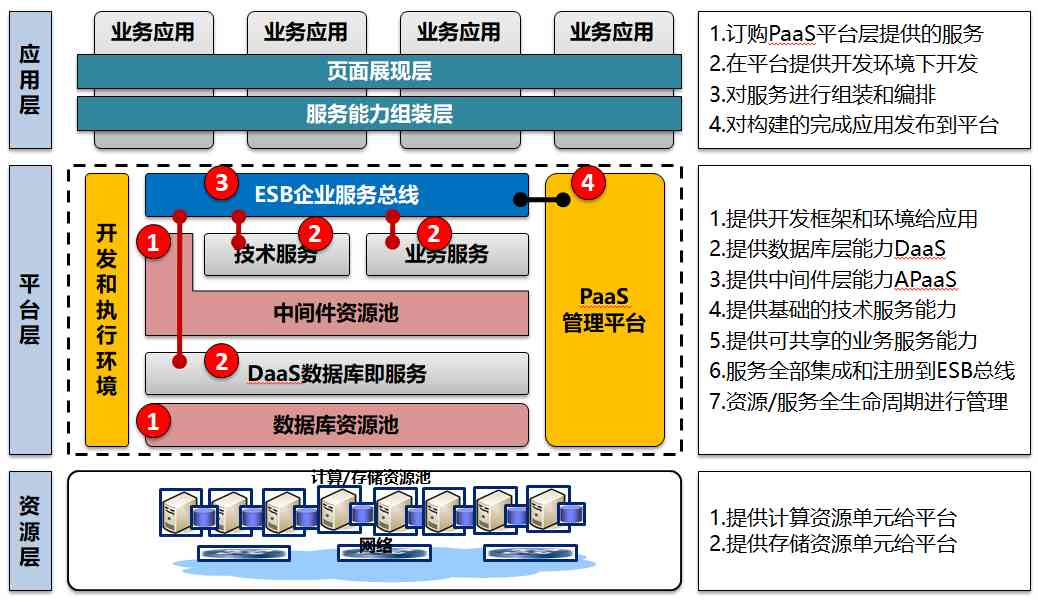 应用层
业务应用
业务应用
业务应用
业务应用
页面展现层
服务能力组装层
1.订购PaaS平台层提供的服务
2.在平台提供开发环境下开发
3.对服务进行组装和编排
4.对构建的完成应用发布到平台
平台层
开发和执行环境
3
ESB企业服务总线
4
1
技术服务
2
业务服务
2
中间件资源池
2
DaaS数据库即服务
1
数据库资源池
PaaS
管理平台
1.提供开发框架和环境给应用
2.提供数据库层能力DaaS
3.提供中间件层能力APaaS
4.提供基础的技术服务能力
5.提供可共享的业务服务能力
6.服务全部集成和注册到ESB总线
7.资源/服务全生命周期进行管理
资源层
计算/存储资源池
网络
1.提供计算资源单元给平台
2.提供存储资源单元给平台